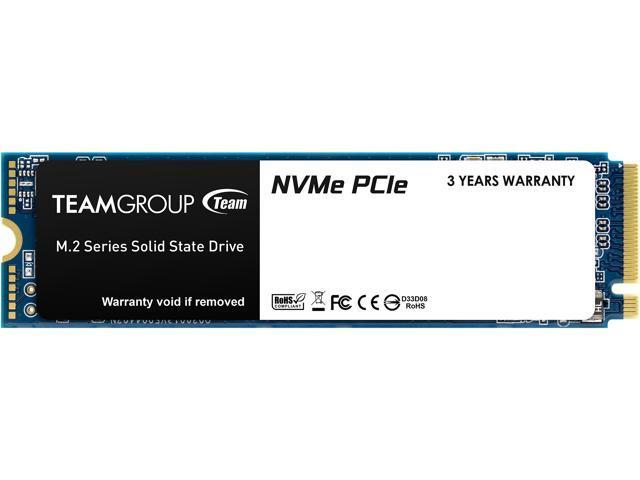 TEAMGROUP Team
M.2 Series Solid State Drive
Warranty void if removed
NVMe PCIe
3 YEARS WARRANTY
RoHS
COMPLIANT
FC CE
D33D08
RoHS